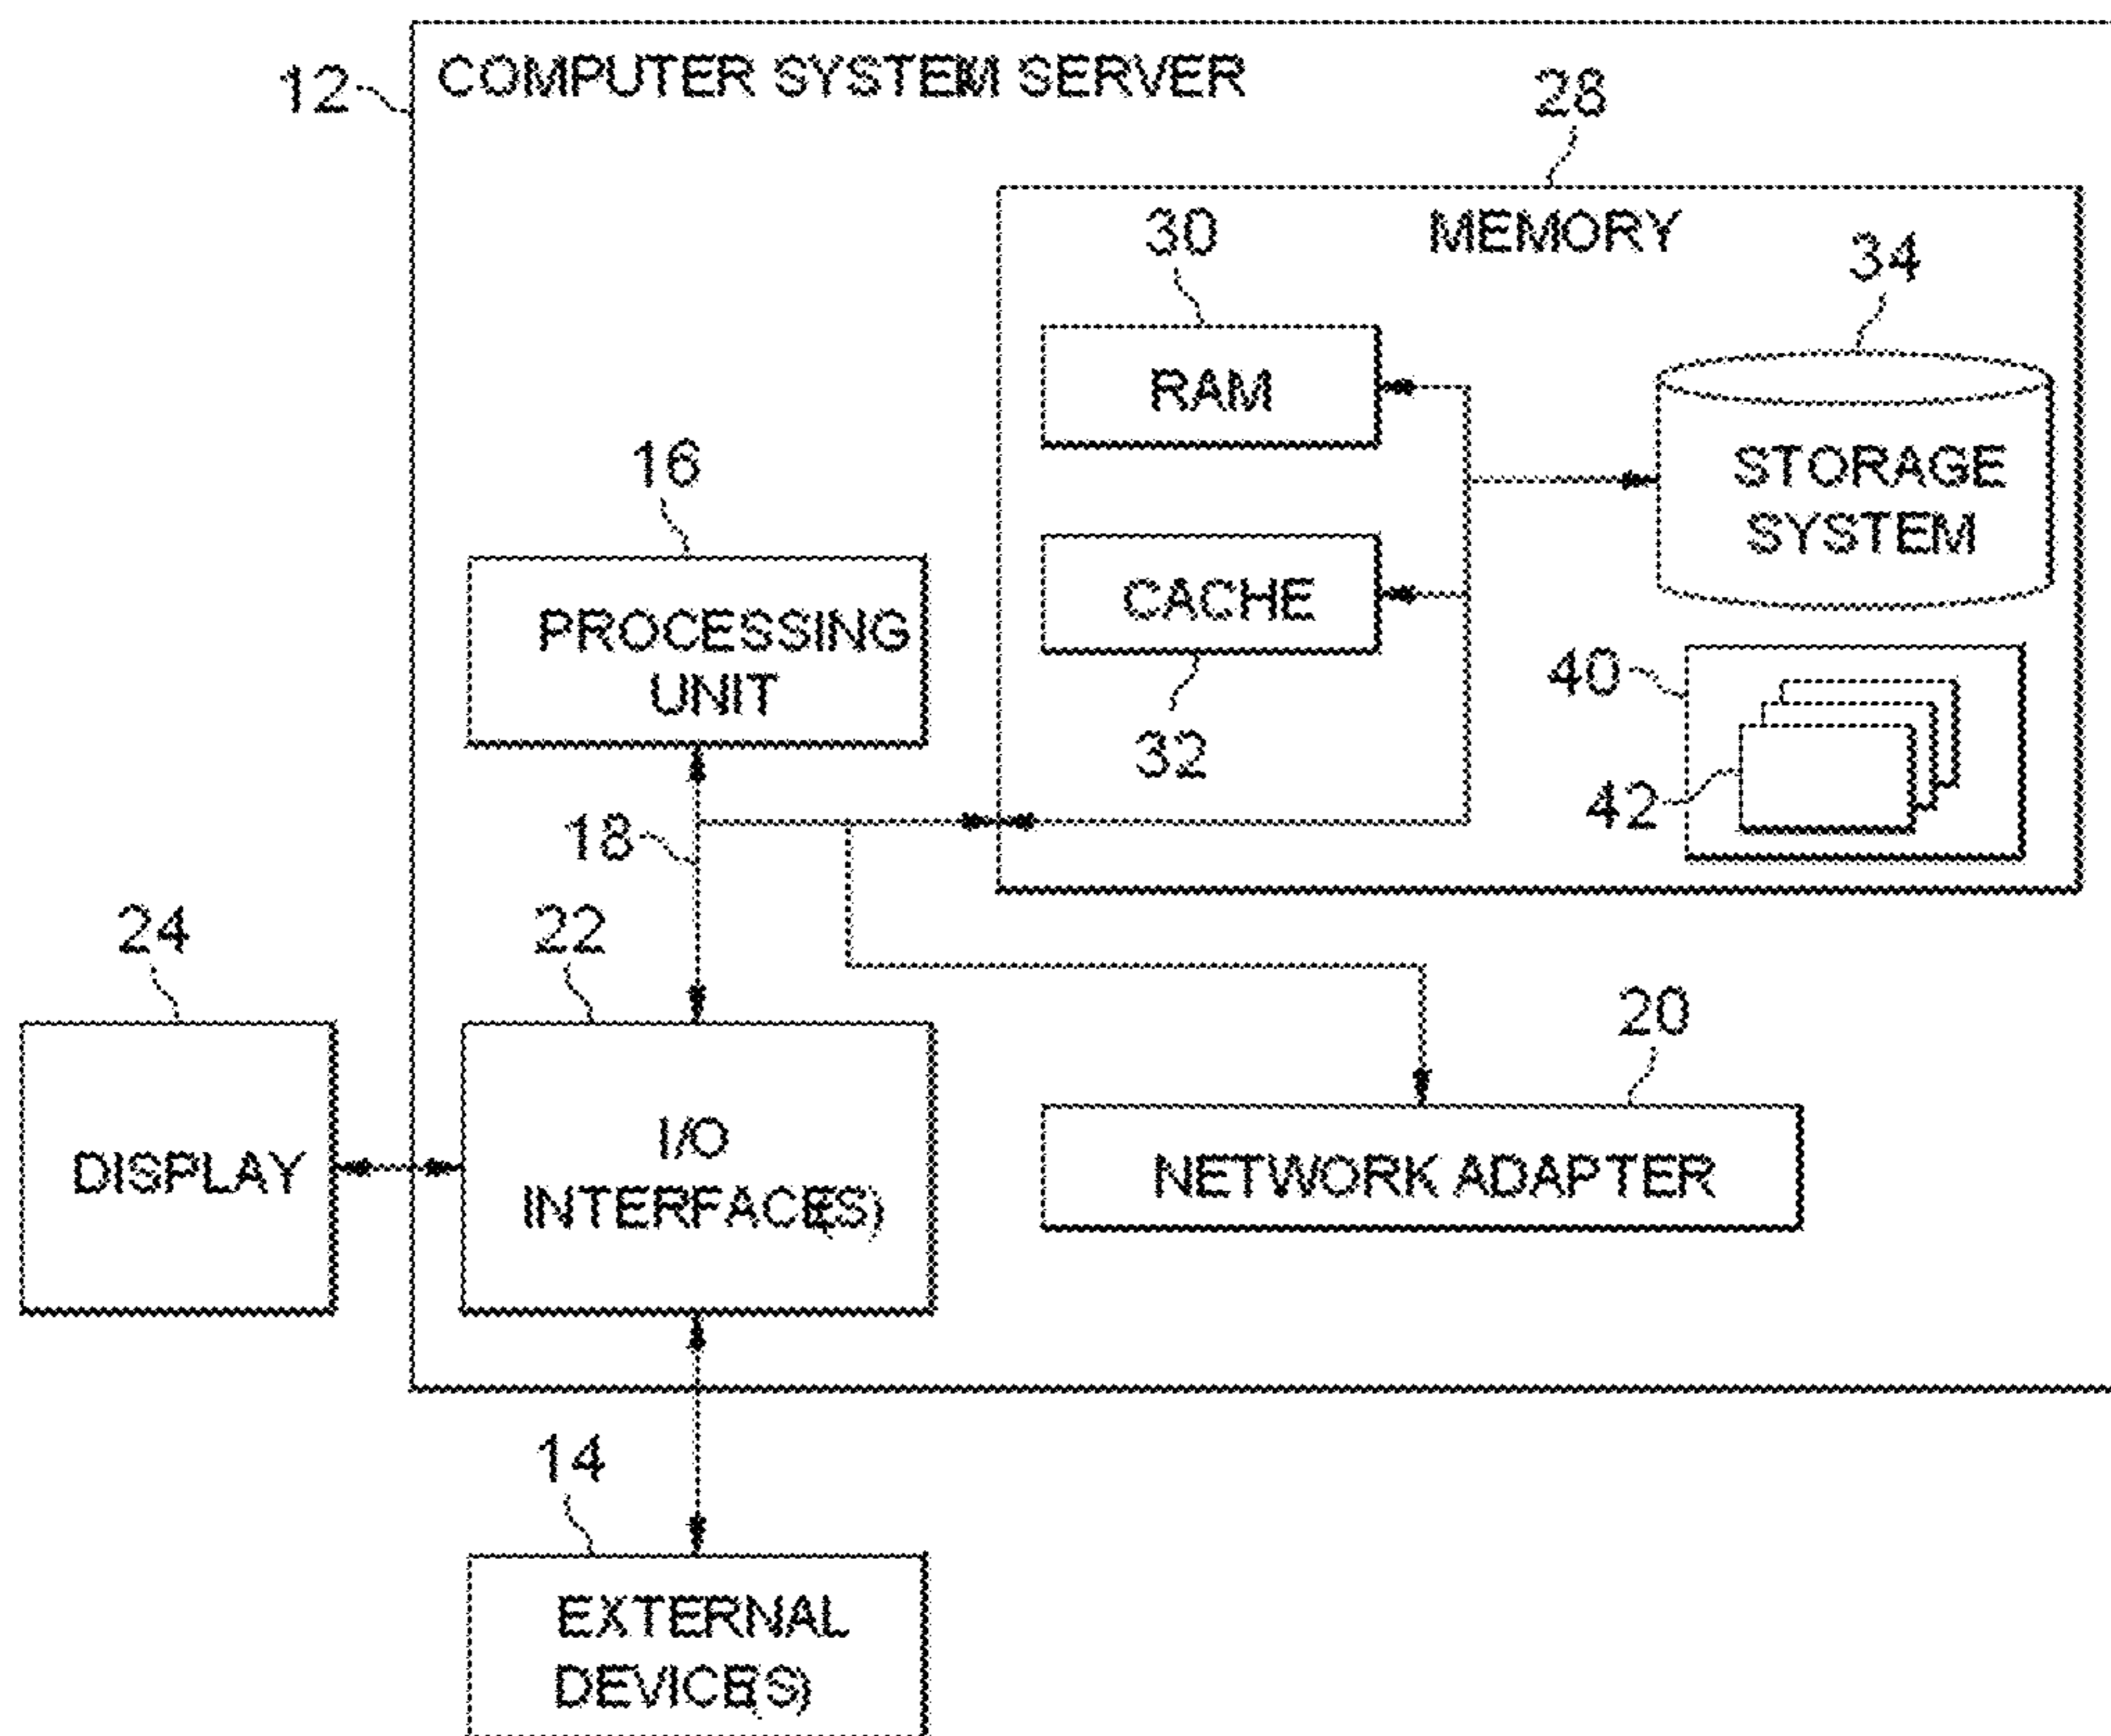 12
COMPUTER SYSTEM SERVER
28
MEMORY
30
34
RAM
STORAGE
SYSTEM
16
PROCESSING
UNIT
CACHE
32
40
42
18
24
22
20
DISPLAY
I/O
INTERFACE(S)
NETWORK ADAPTER
14
EXTERNAL
DEVICE(S)